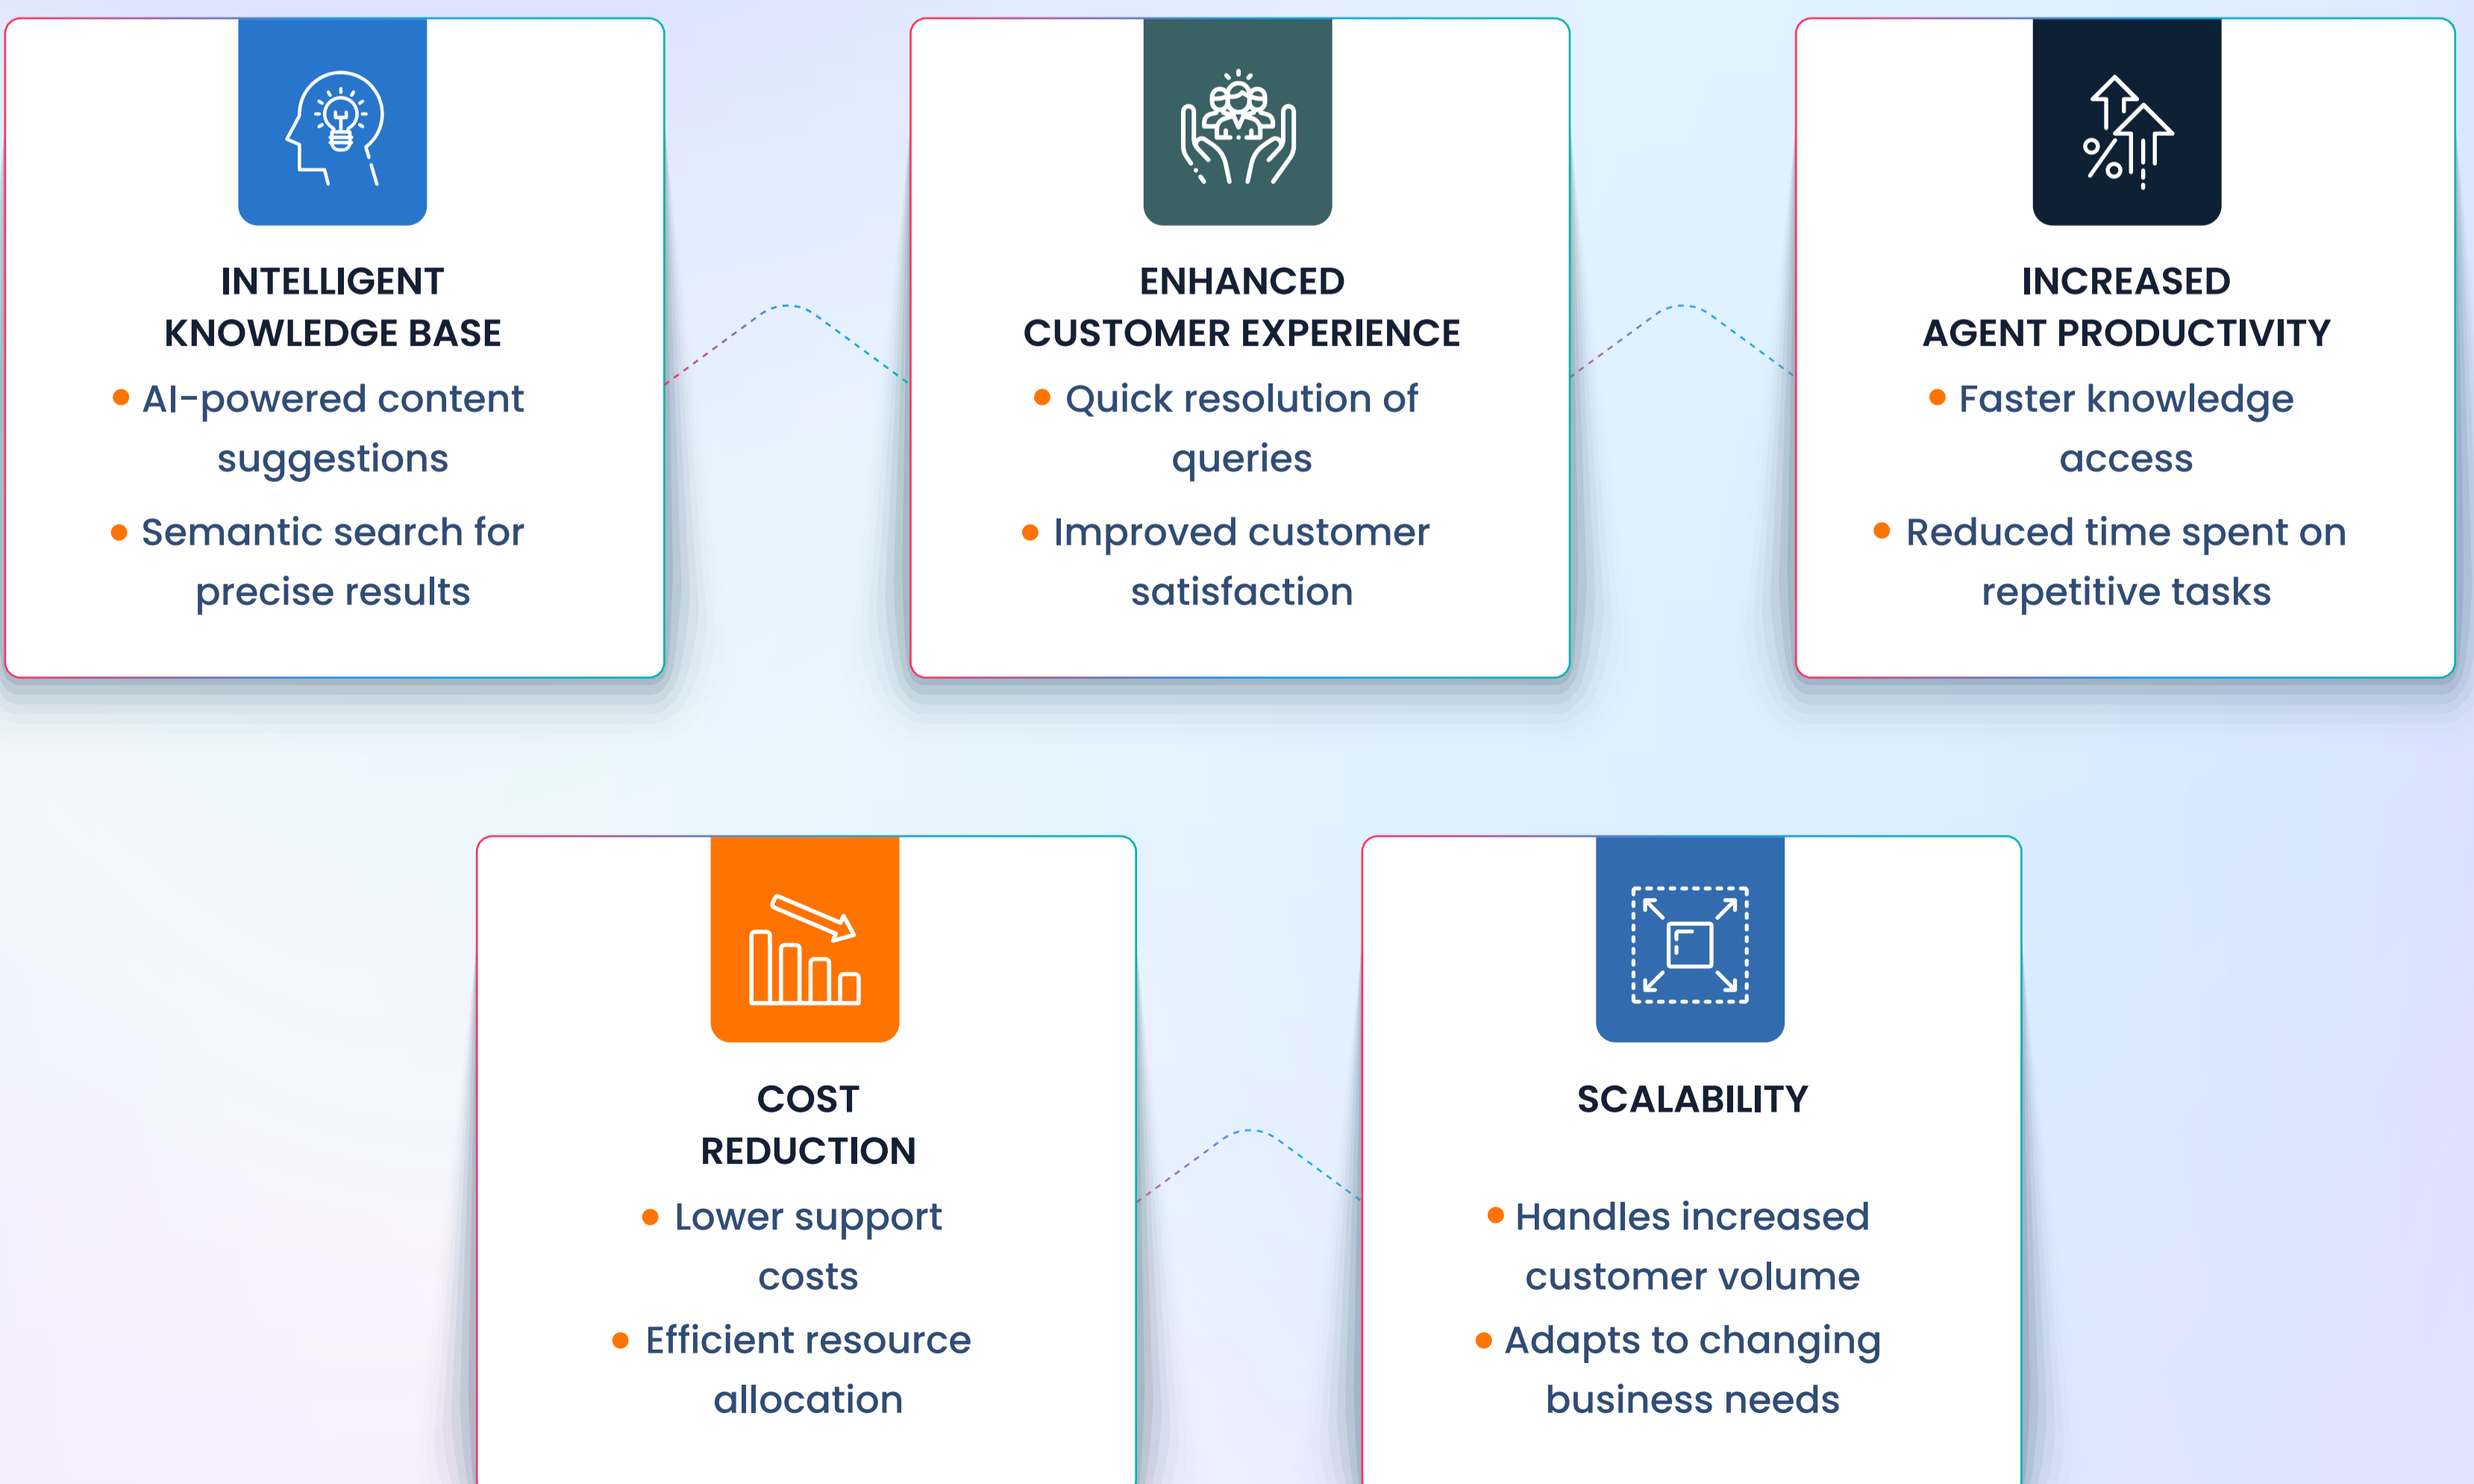 INTELLIGENT
KNOWLEDGE BASE
AI-powered content
suggestions
Semantic search for
precise results
ENHANCED
CUSTOMER EXPERIENCE
Quick resolution of
queries
Improved customer
satisfaction
INCREASED
AGENT PRODUCTIVITY
Faster knowledge
access
Reduced time spent on
repetitive tasks
COST
REDUCTION
Lower support
costs
Efficient resource
allocation
SCALABILITY
Handles increased
customer volume
Adapts to changing
business needs